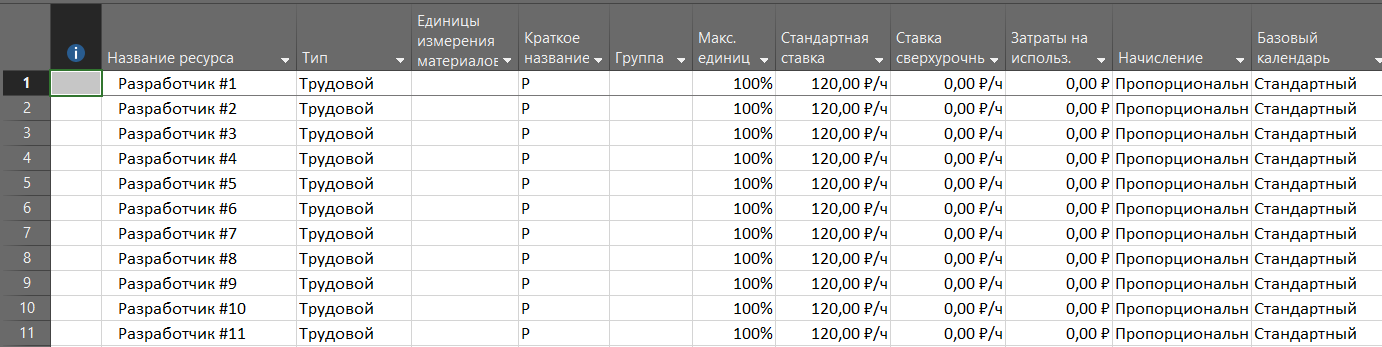 Название ресурса Тип Единицы измерения материалов Краткое название Группа Макс. единиц Стандартная ставка Ставка сверхурочнь Затраты на использ. Начисление Базовый календарь
1 Разработчик #1 Трудовой Р 100% 120,00 ₽/ч 0,00 ₽/ч 0,00 ₽ Пропорциональн Стандартный
2 Разработчик #2 Трудовой Р 100% 120,00 ₽/ч 0,00 ₽/ч 0,00 ₽ Пропорциональн Стандартный
3 Разработчик #3 Трудовой Р 100% 120,00 ₽/ч 0,00 ₽/ч 0,00 ₽ Пропорциональн Стандартный
4 Разработчик #4 Трудовой Р 100% 120,00 ₽/ч 0,00 ₽/ч 0,00 ₽ Пропорциональн Стандартный
5 Разработчик #5 Трудовой Р 100% 120,00 ₽/ч 0,00 ₽/ч 0,00 ₽ Пропорциональн Стандартный
6 Разработчик #6 Трудовой Р 100% 120,00 ₽/ч 0,00 ₽/ч 0,00 ₽ Пропорциональн Стандартный
7 Разработчик #7 Трудовой Р 100% 120,00 ₽/ч 0,00 ₽/ч 0,00 ₽ Пропорциональн Стандартный
8 Разработчик #8 Трудовой Р 100% 120,00 ₽/ч 0,00 ₽/ч 0,00 ₽ Пропорциональн Стандартный
9 Разработчик #9 Трудовой Р 100% 120,00 ₽/ч 0,00 ₽/ч 0,00 ₽ Пропорциональн Стандартный
10 Разработчик #10 Трудовой Р 100% 120,00 ₽/ч 0,00 ₽/ч 0,00 ₽ Пропорциональн Стандартный
11 Разработчик #11 Трудовой Р 100% 120,00 ₽/ч 0,00 ₽/ч 0,00 ₽ Пропорциональн Стандартный